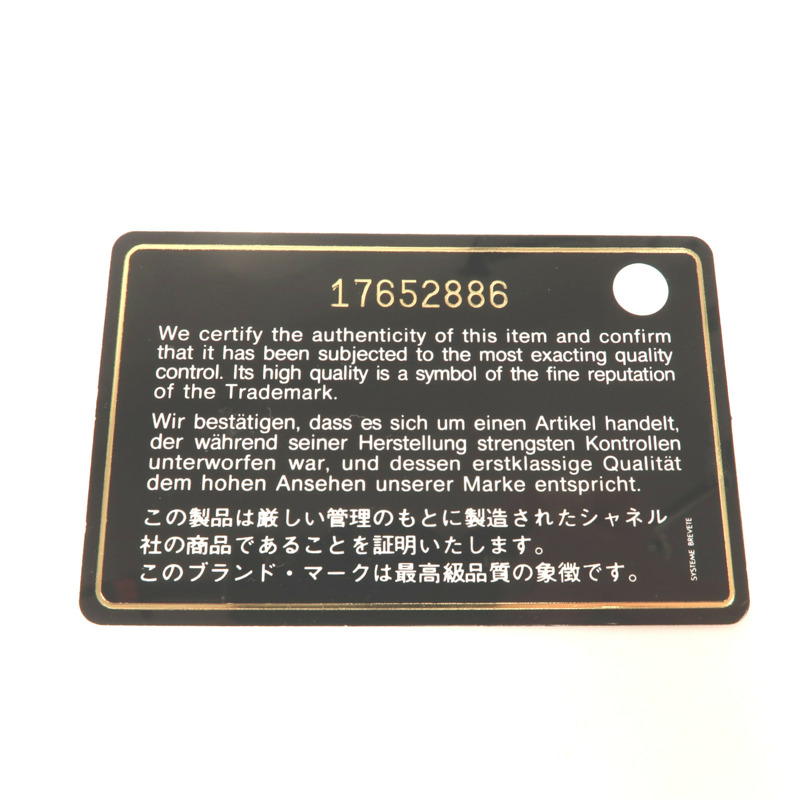 17652886
We certify the authenticity of this item and confirm
that it has been subjected to the most exacting quality
control. Its high quality is a symbol of the fine reputation
of the Trademark.
Wir bestätigen, dass es sich um einen Artikel handelt,
der während seiner Herstellung strengsten Kontrollen
unterworfen war, und dessen erstklassige Qualität
dem hohen Ansehen unserer Marke entspricht.
この製品は厳しい管理のもとに製造されたシャネル
社の商品であることを証明いたします。
このブランド・マークは最高級品質の象徴です。
SYSTEME BREVETE